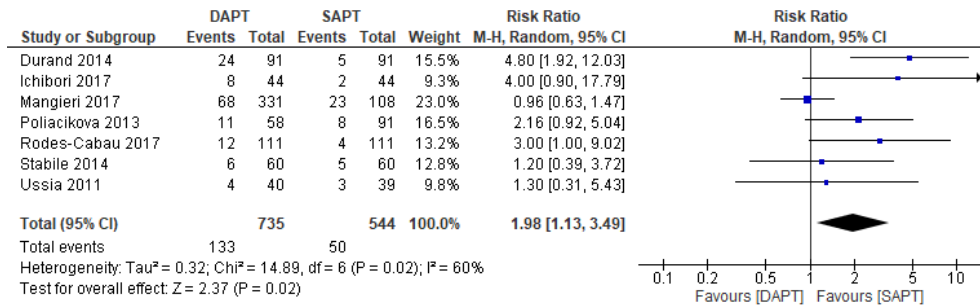 DAPT SAPT Risk Ratio Risk Ratio
Study or Subgroup Events Total Events Total Weight M-H, Random, 95% CI M-H, Random, 95% CI
Durand 2014 24 91 5 91 15.5% 4.80 [1.92, 12.03]
Ichibori 2017 8 44 2 44 9.3% 4.00 [0.90, 17.79]
Mangieri 2017 68 331 23 108 23.0% 0.96 [0.63, 1.47]
Poliacikova 2013 11 58 8 91 16.5% 2.16 [0.92, 5.04]
Rodes-Cabau 2017 12 111 4 111 13.2% 3.00 [1.00, 9.02]
Stabile 2014 6 60 5 60 12.8% 1.20 [0.39, 3.72]
Ussia 2011 4 40 3 39 9.8% 1.30 [0.31, 5.43]
Total (95% CI) 735 544 100.0% 1.98 [1.13, 3.49]
Total events 133 50
Heterogeneity: Tau² = 0.32; Chi² = 14.89, df = 6 (P = 0.02); I² = 60%
Test for overall effect: Z = 2.37 (P = 0.02)
0.1 0.2 0.5 1 2 5 10
Favours [DAPT] Favours [SAPT]